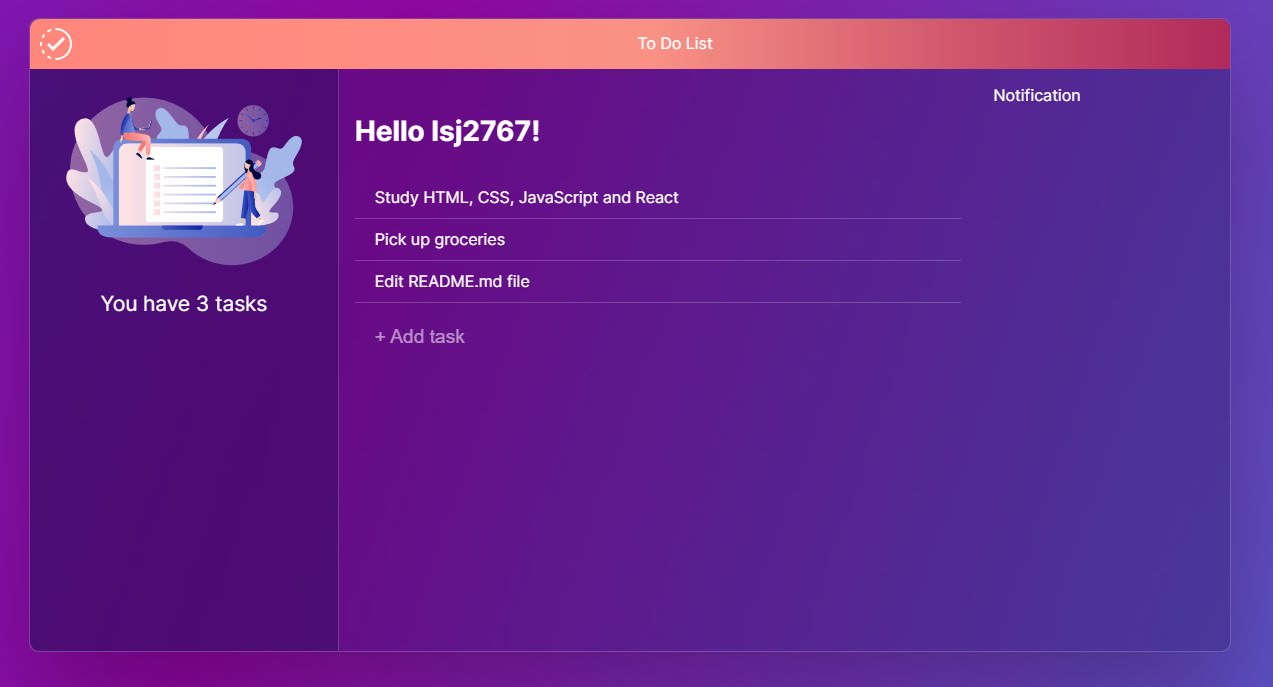 To Do List
Notification
Hello lsj2767!
Study HTML, CSS, JavaScript and React
Pick up groceries
Edit README.md file
You have 3 tasks
+ Add task